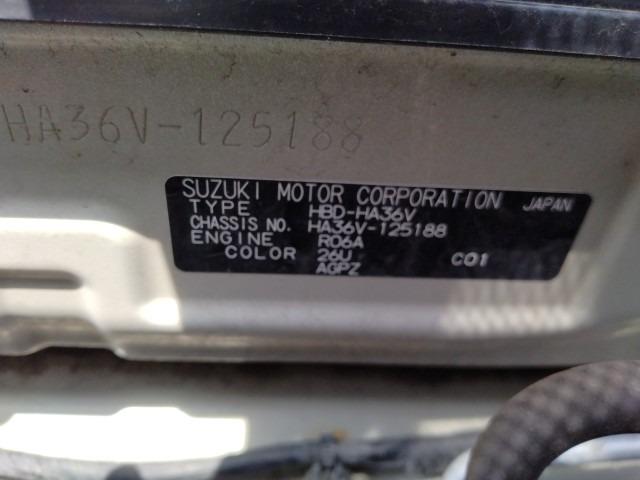 HA36V-125188
SUZUKI MOTOR CORPORATION JAPAN
TYPE HBD-HA36V
CHASSIS NO. HA36V-125188
ENGINE R06A
COLOR 26U C01
AGPZ